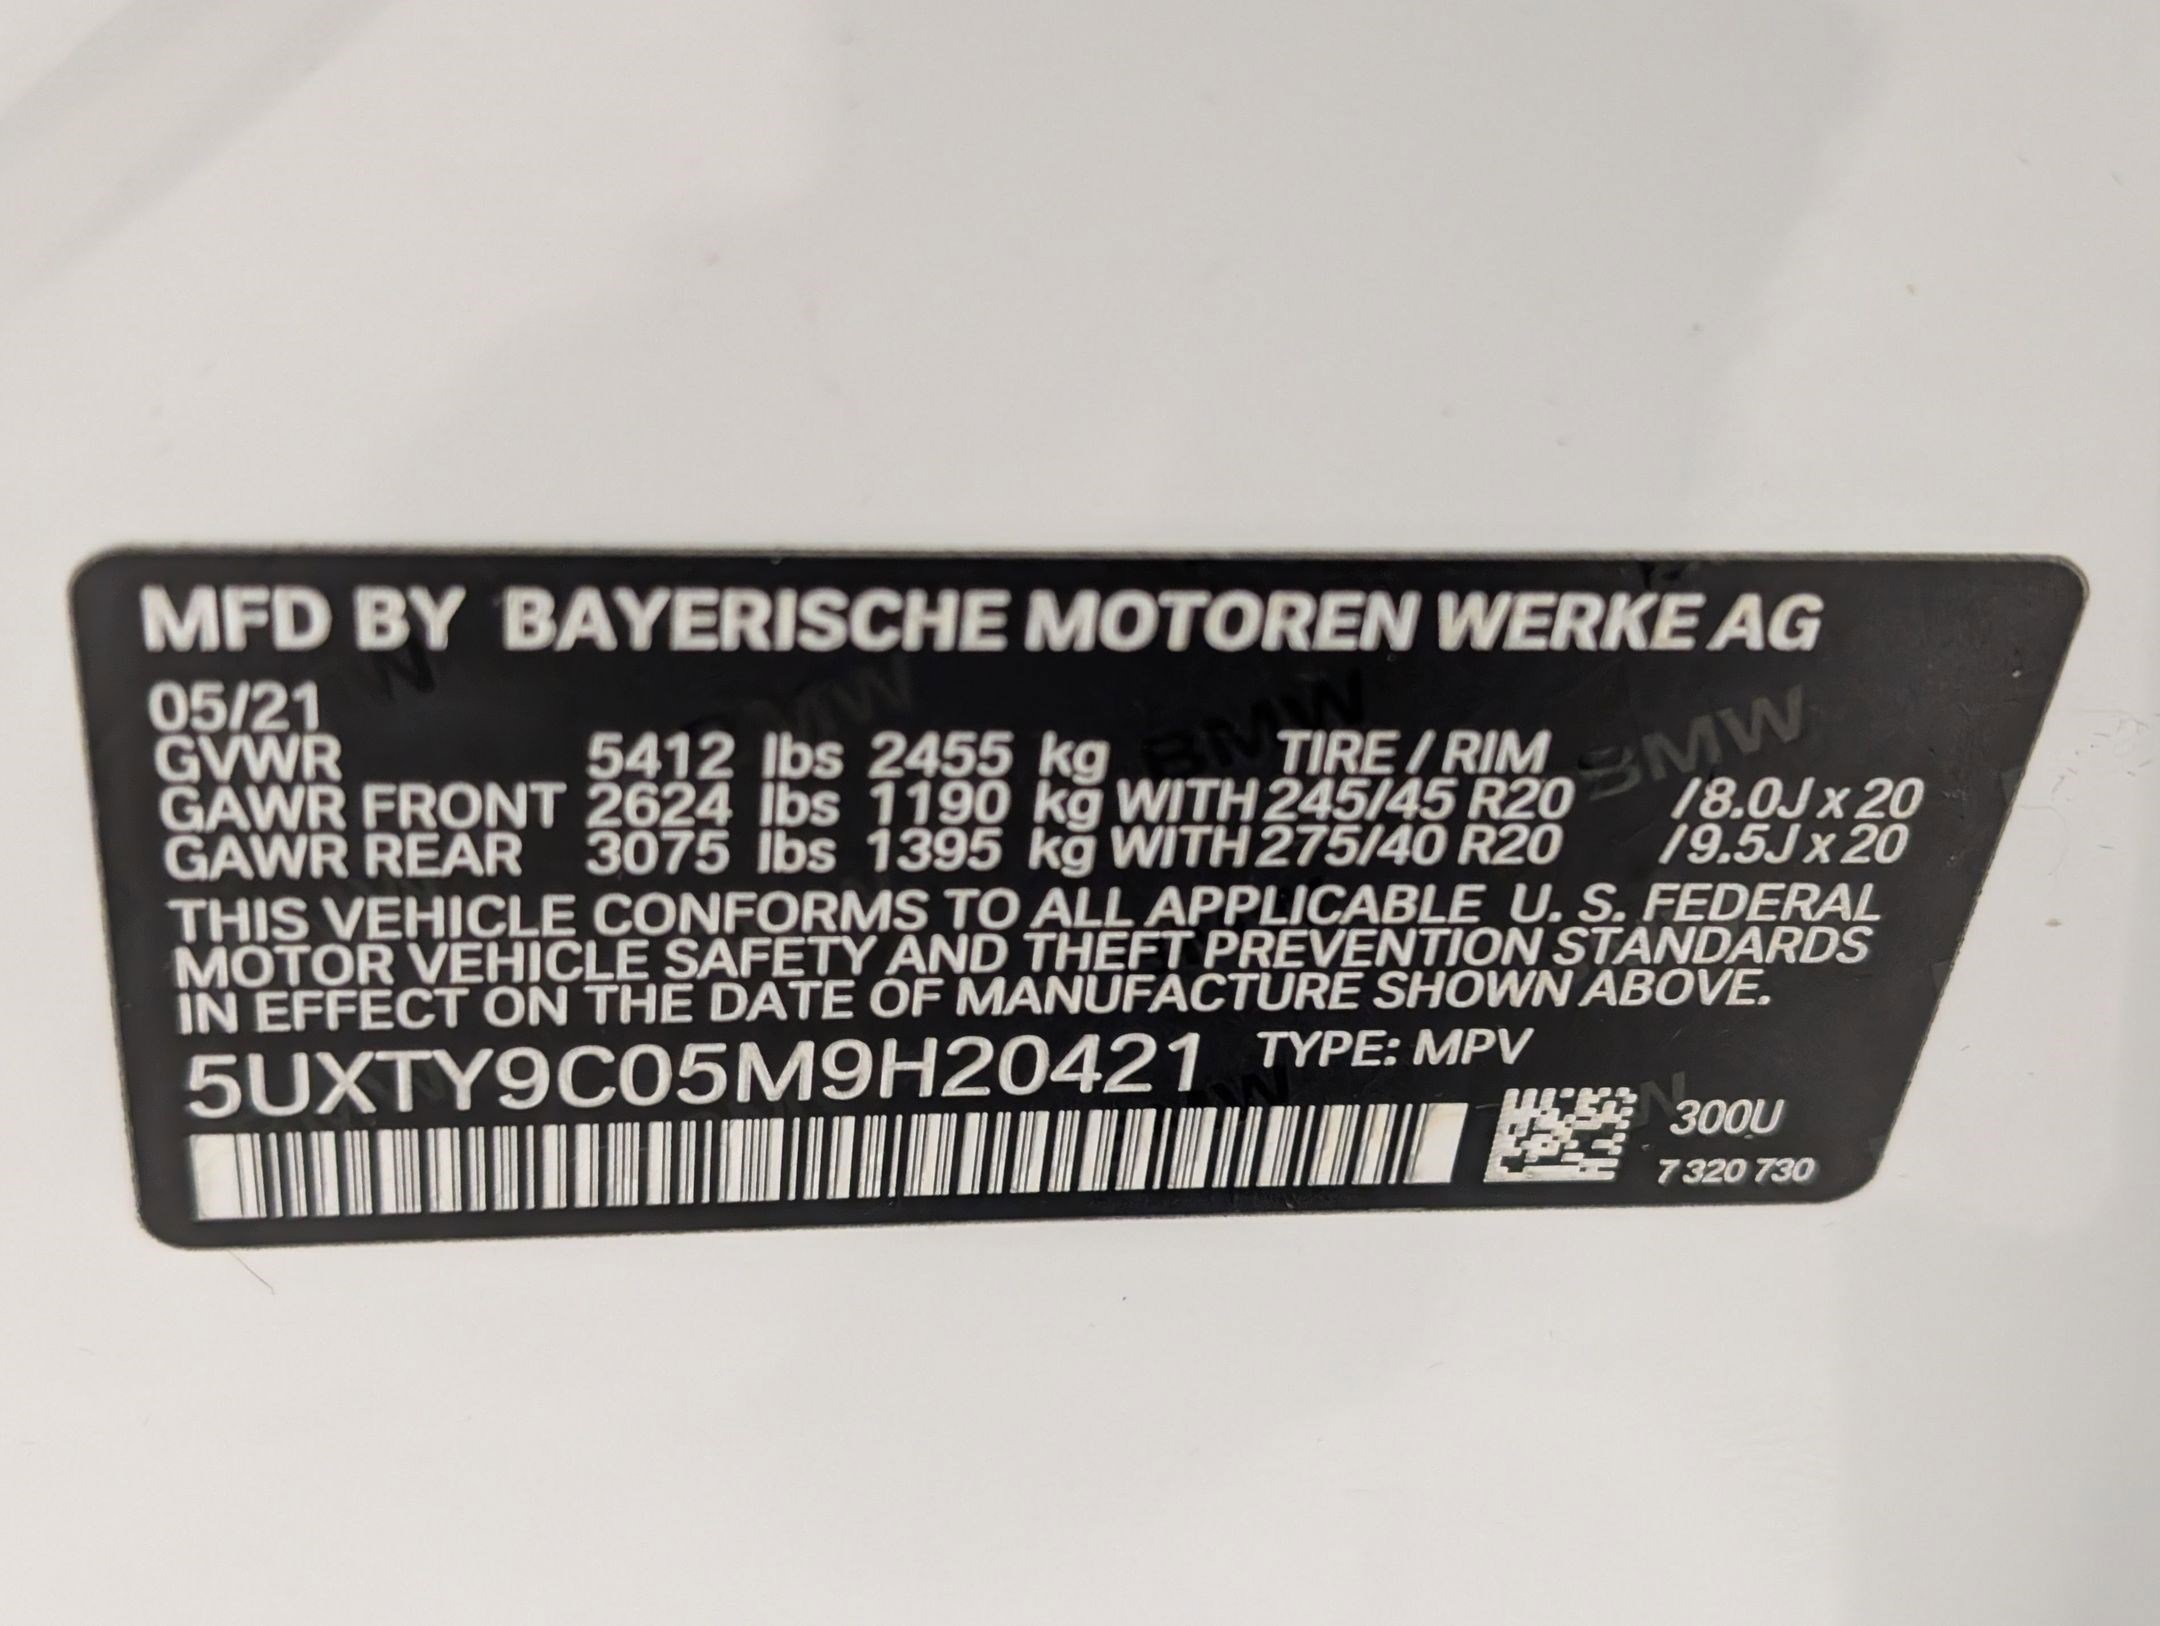 MFD BY BAYERISCHE MOTOREN WERKE AG
05/21
GVWR 5412 lbs 2455 kg TIRE / RIM
GAWR FRONT 2624 lbs 1190 kg WITH 245/45 R20 /8.0J x 20
GAWR REAR 3075 lbs 1395 kg WITH 275/40 R20 /9.5J x 20
THIS VEHICLE CONFORMS TO ALL APPLICABLE U. S. FEDERAL
MOTOR VEHICLE SAFETY AND THEFT PREVENTION STANDARDS
IN EFFECT ON THE DATE OF MANUFACTURE SHOWN ABOVE.
5UXTY9C05M9H20421 TYPE: MPV
300U
7 320 730
BMW
BMW
BMW